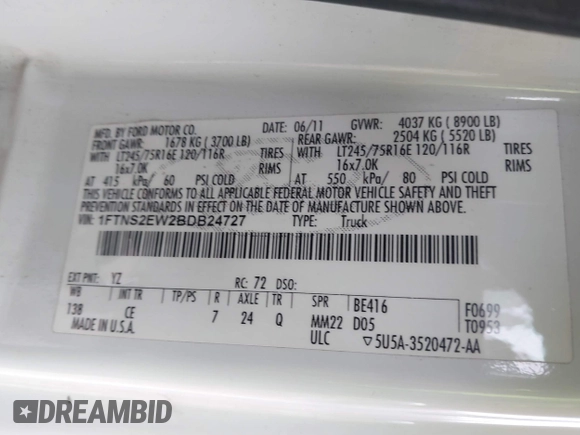 MFD. BY FORD MOTOR CO.
DATE: 06/11 GVWR: 4037 KG ( 8900 LB)
FRONT GAWR: 1678 KG ( 3700 LB) REAR GAWR: 2504 KG ( 5520 LB)
WITH LT245/75R16E 120/116R TIRES WITH LT245/75R16E 120/116R TIRES
16x7.0K RIMS 16x7.0K RIMS
AT 415 kPa/ 60 PSI COLD AT 550 kPa/ 80 PSI COLD
THIS VEHICLE CONFORMS TO ALL APPLICABLE FEDERAL MOTOR VEHICLE SAFETY AND THEFT
PREVENTION STANDARDS IN EFFECT ON THE DATE OF MANUFACTURE SHOWN ABOVE.
VIN: 1FTNS2EW2BDB24727 TYPE: Truck
EXT PNT: YZ RC: 72 DSO:
WB INT TR TP/PS R AXLE TR SPR BE416 F0699
138 CE 7 24 Q MM22 D05 T0953
MADE IN U.S.A. ULC ▽5U5A-3520472-AA
DREAMBID